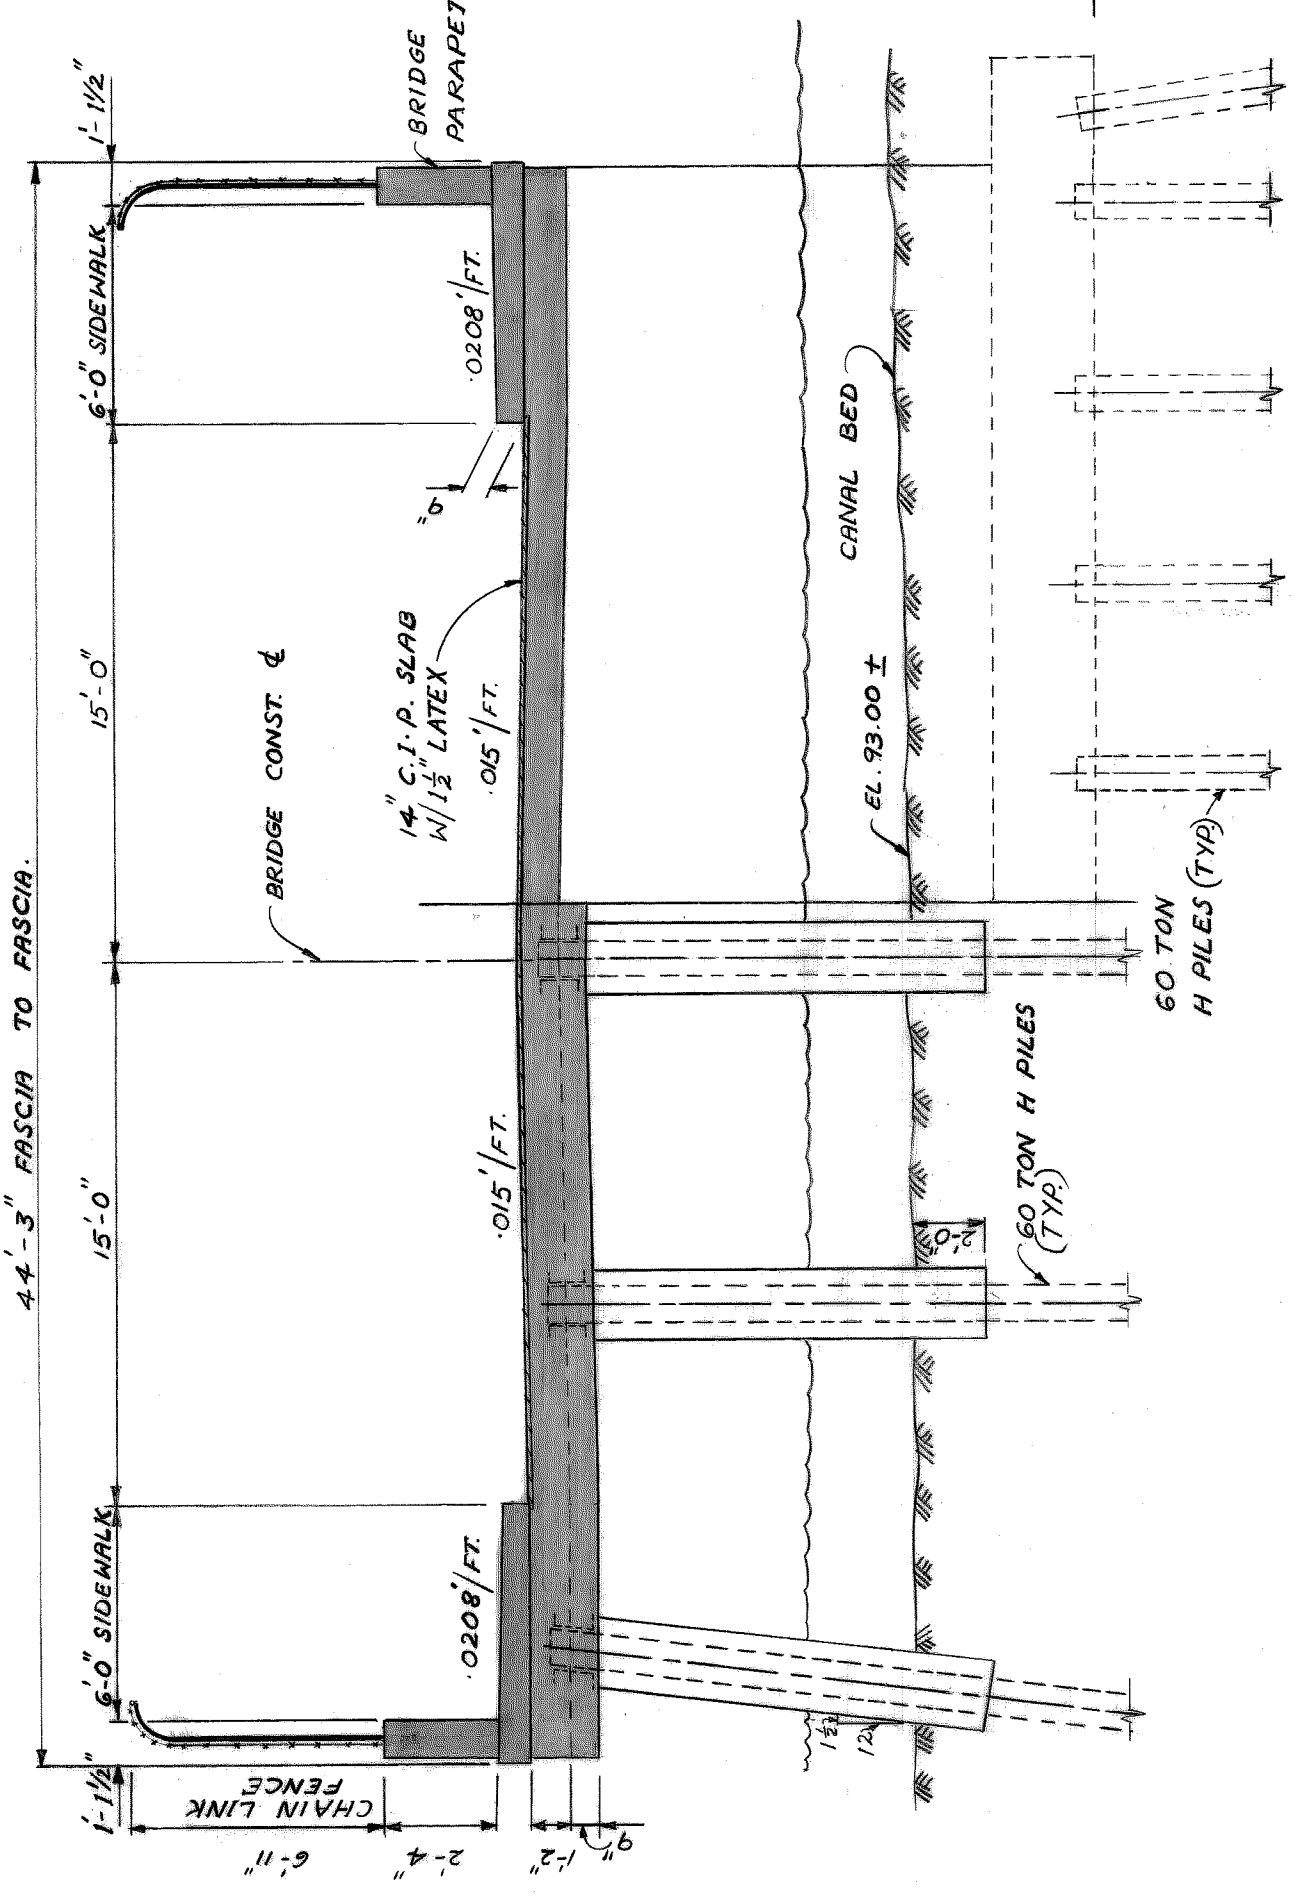 44'-3" FASCIA TO FASCIA.
1'-1½"
6'-0" SIDEWALK
15'-0"
15'-0"
6'-0" SIDEWALK
1'-1½"
BRIDGE CONST. ℄
BRIDGE
PARAPET
CHAIN LINK
FENCE
6'-11"
2'-4"
1'-2"
9"
.0208'/FT.
.015'/FT.
14" C.I.P. SLAB
W/1½" LATEX
.015'/FT.
.0208'/FT.
CANAL BED
EL. 93.00 ±
2'-0"
1½
12
60 TON H PILES
(TYP.)
60 TON
H PILES (TYP.)